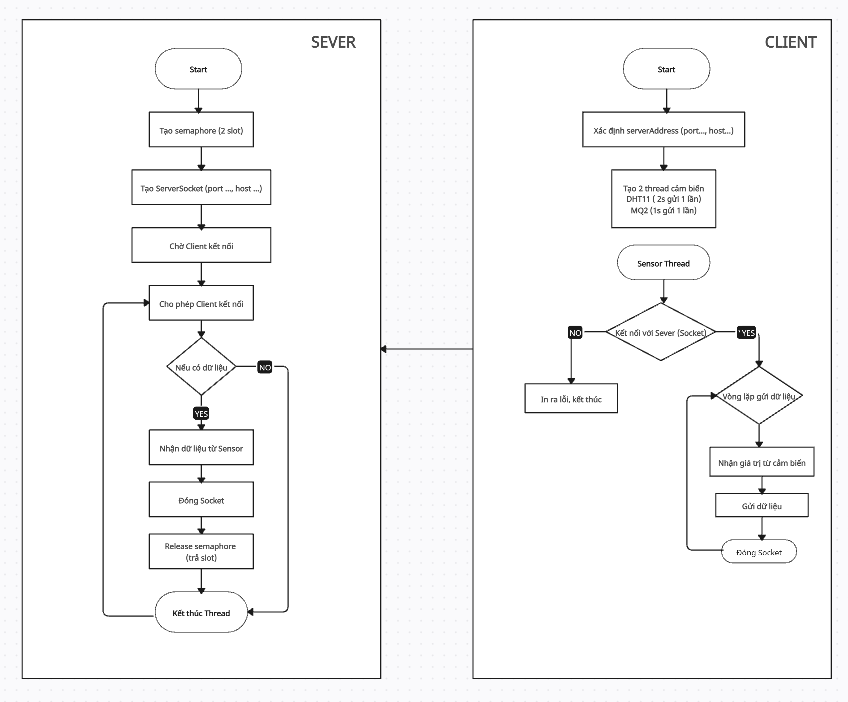 SEVER
Start
Tạo semaphore (2 slot)
Tạo ServerSocket (port ..., host ...)
Chờ Client kết nối
Cho phép Client kết nối
Nếu có dữ liệu
NO
YES
Nhận dữ liệu từ Sensor
Đóng Socket
Release semaphore
(trả slot)
Kết thúc Thread
CLIENT
Start
Xác định serverAddress (port..., host...)
Tạo 2 thread cảm biến
DHT11 ( 2s gửi 1 lần)
MQ2 (1s gửi 1 lần)
Sensor Thread
Kết nối với Sever (Socket)
NO
YES
In ra lỗi, kết thúc
Vòng lặp gửi dữ liệu
Nhận giá trị từ cảm biến
Gửi dữ liệu
Đóng Socket